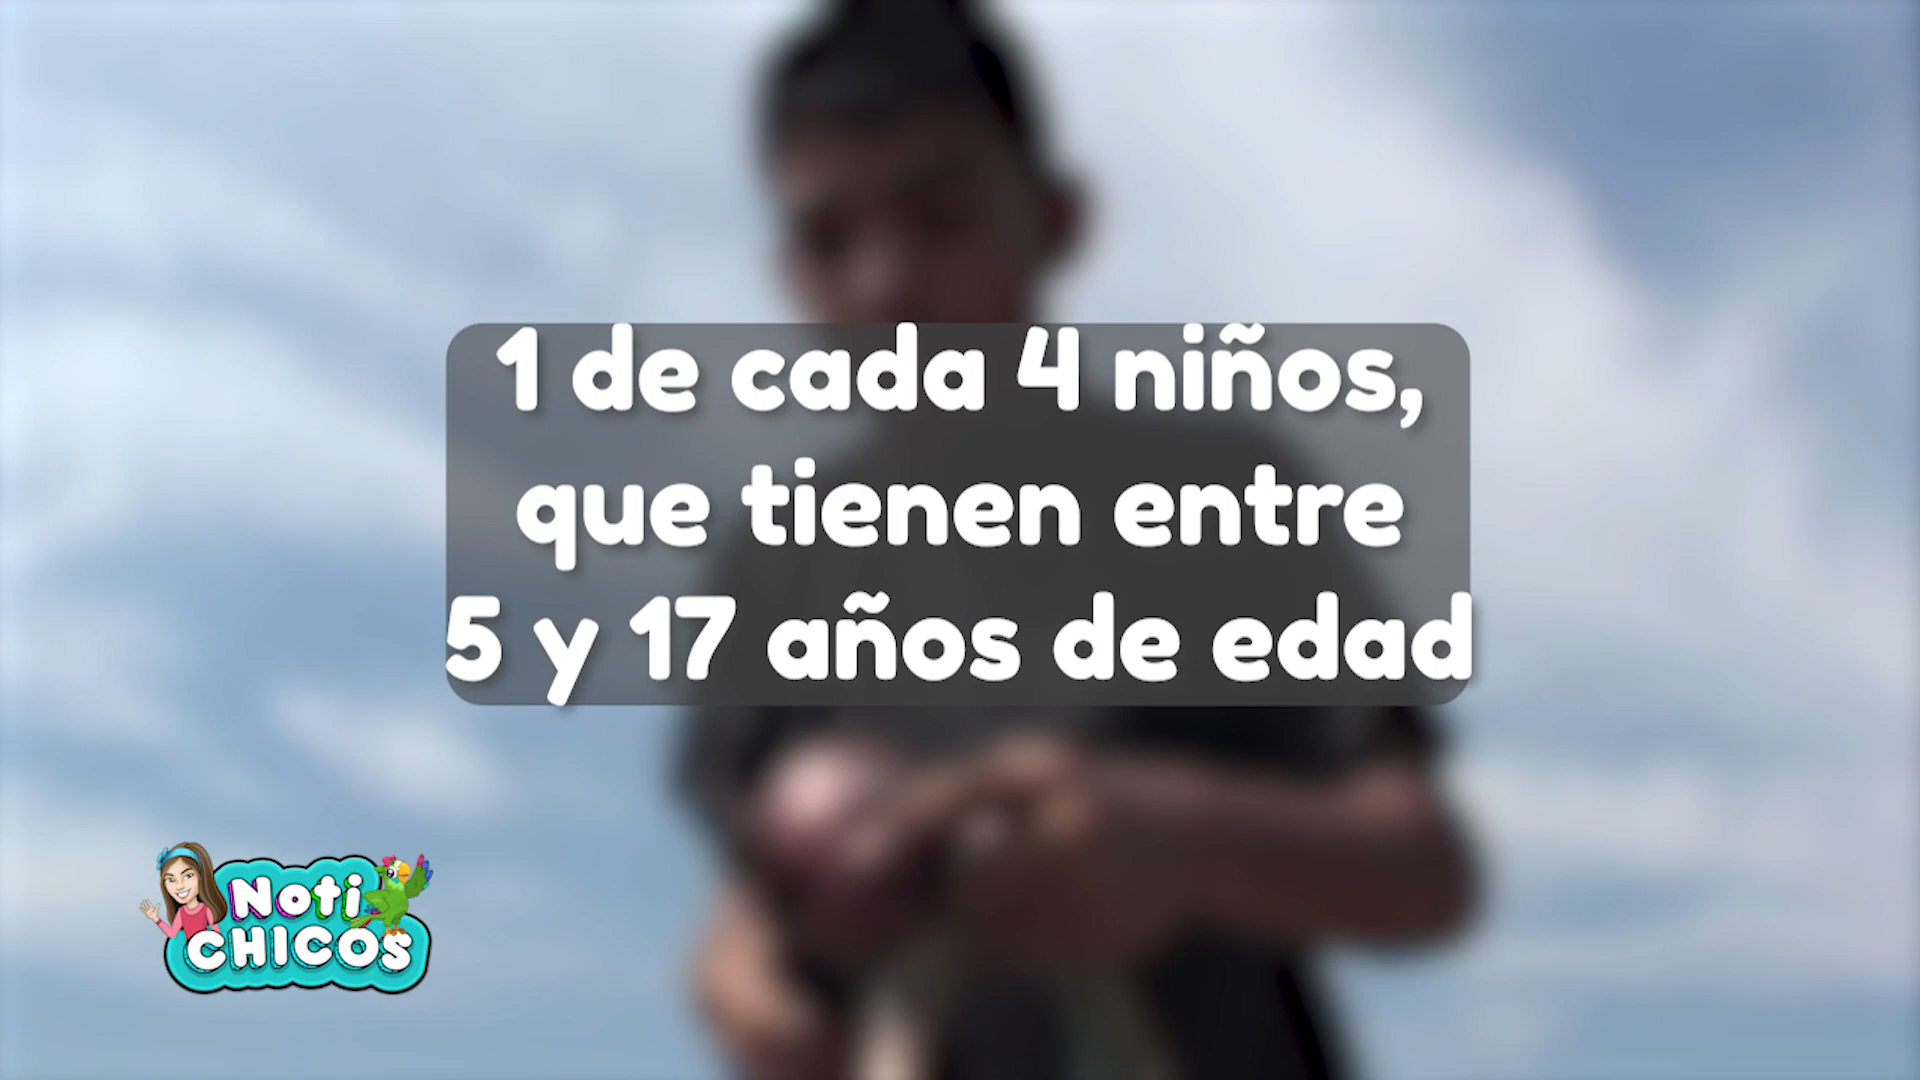 1 de cada 4 niños,
que tienen entre
5 y 17 años de edad
Noti
CHICOS